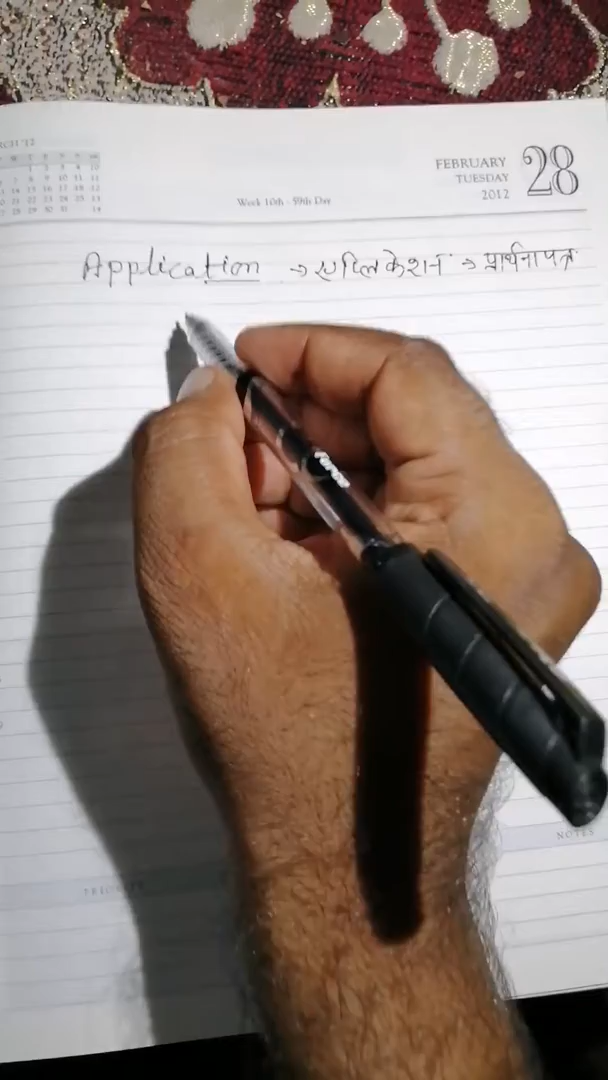 FEBRUARY 28
TUESDAY
2012
Week 10th - 59th Day
Application → एप्लिकेशन → प्रार्थनापत्र
NOTES